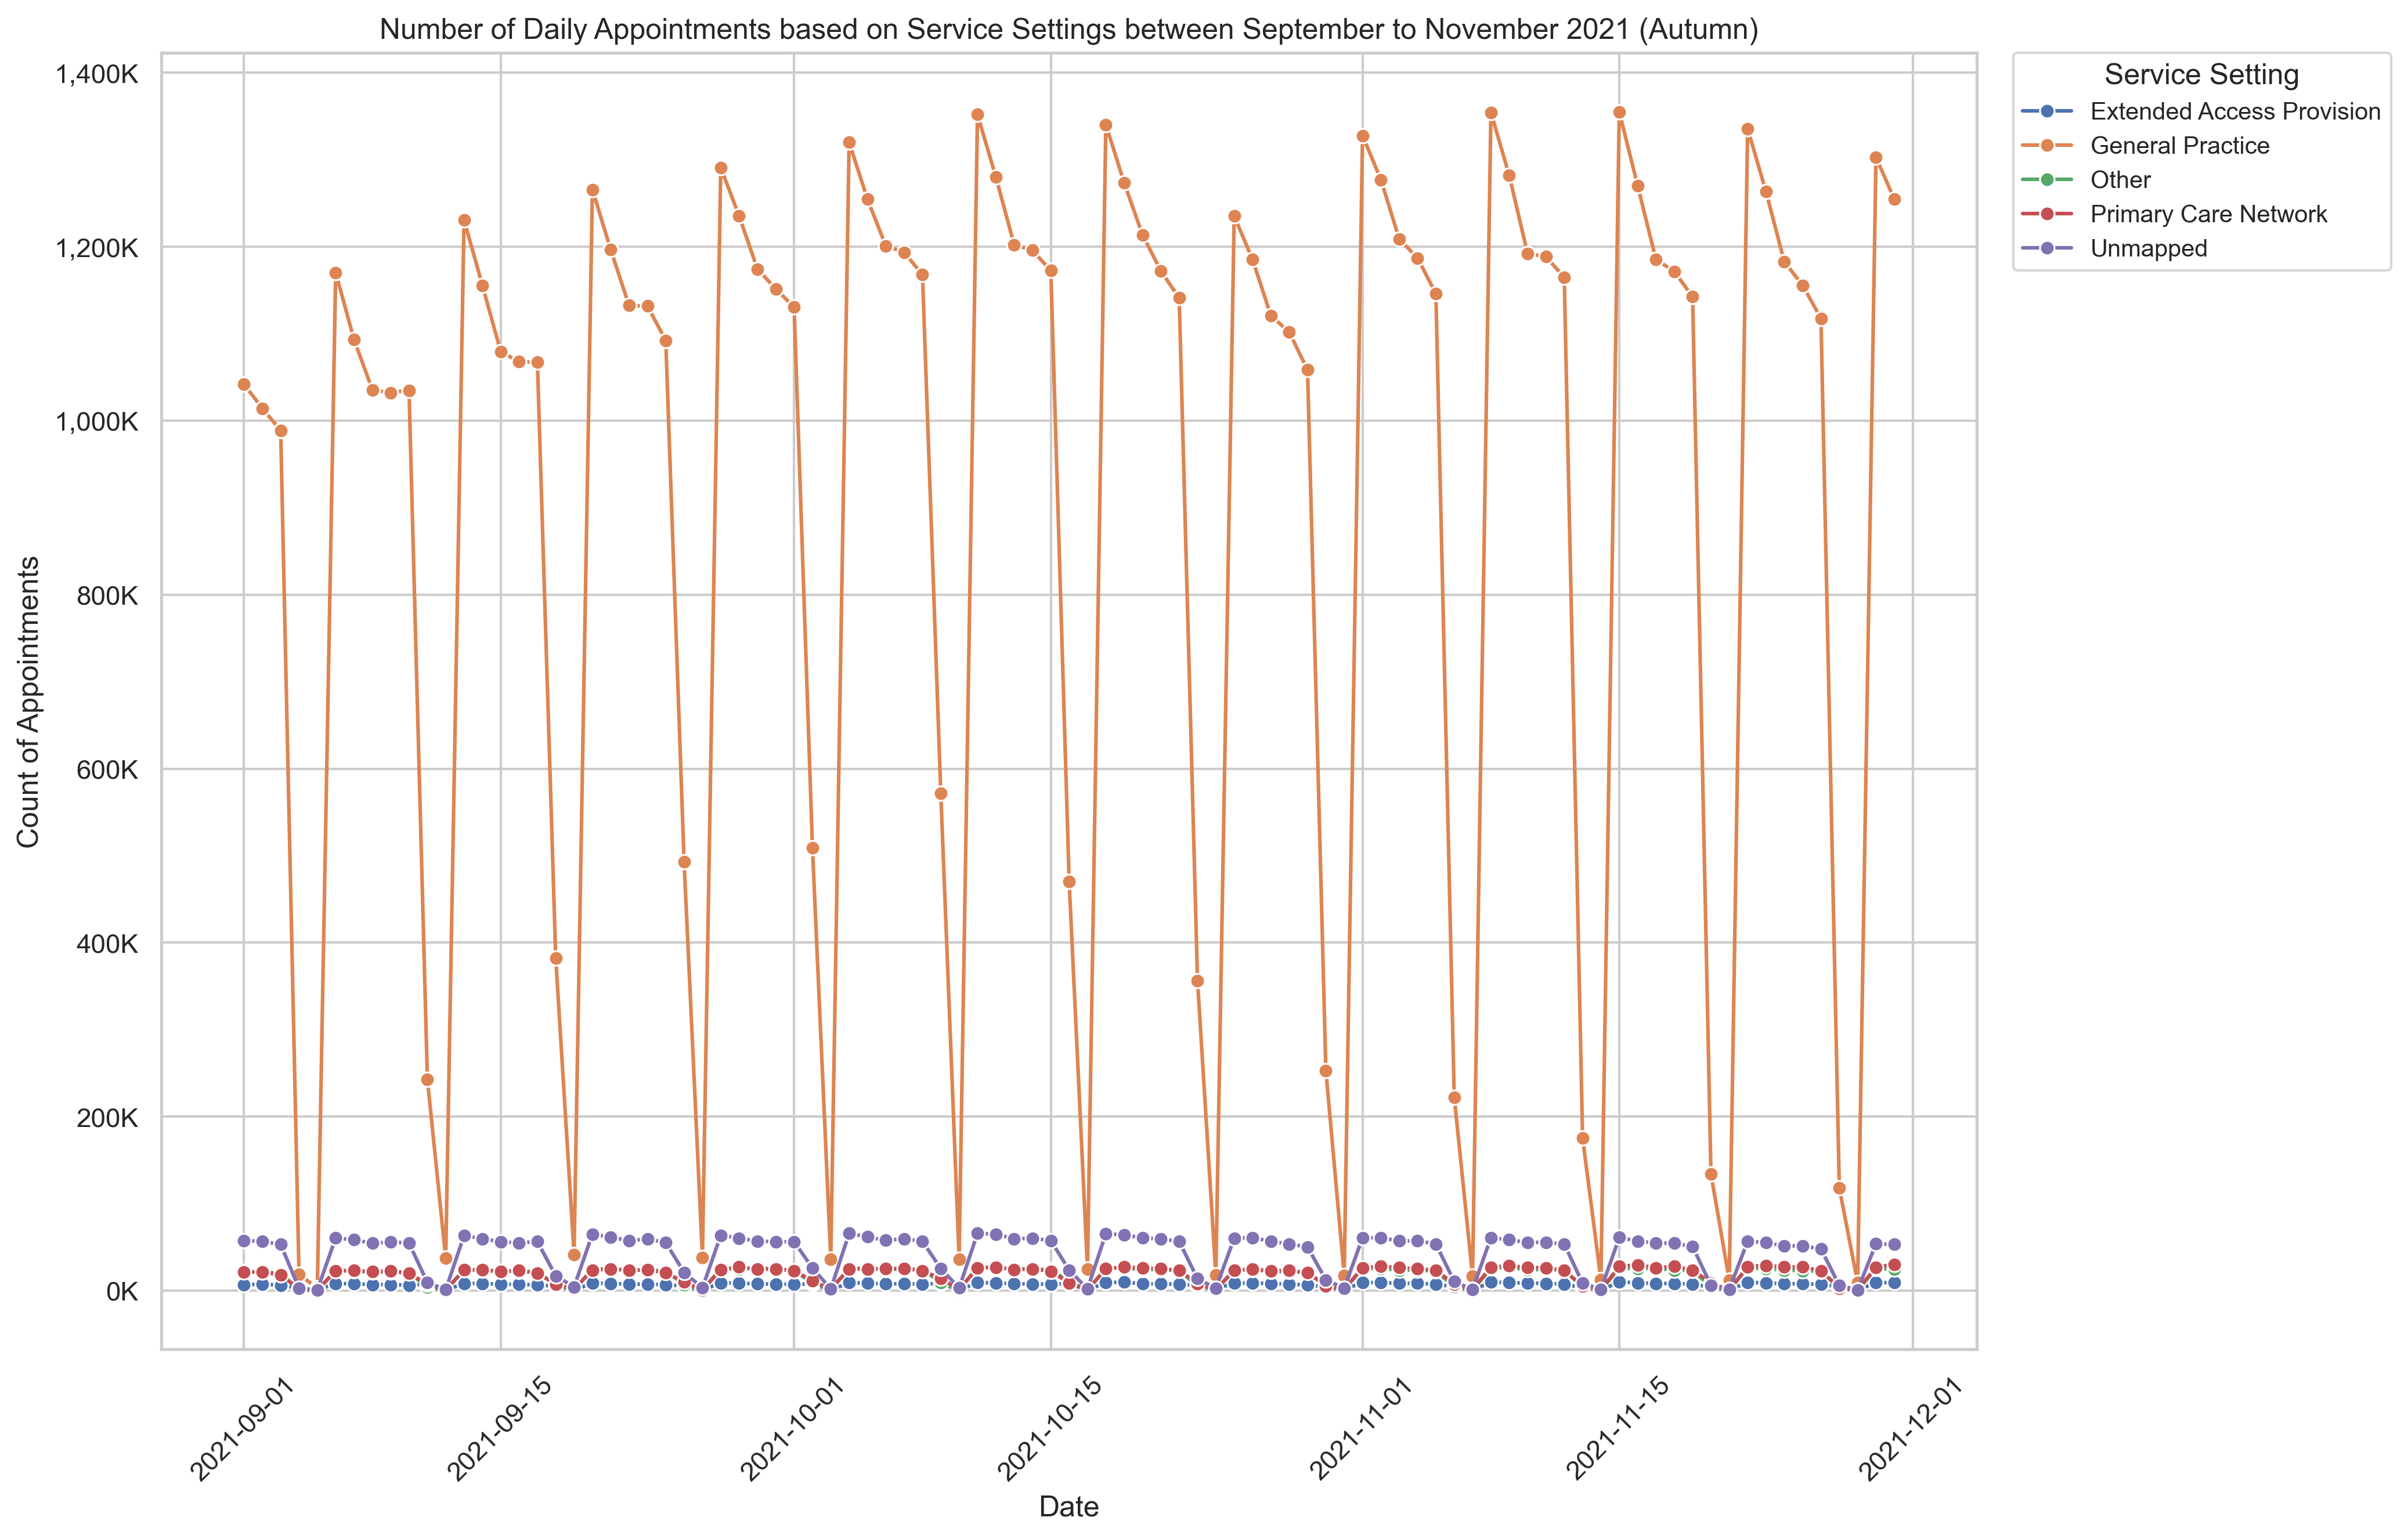 Number of Daily Appointments based on Service Settings between September to November 2021 (Autumn)
Service Setting
Extended Access Provision
General Practice
Other
Primary Care Network
Unmapped
Count of Appointments
1,400K
1,200K
1,000K
800K
600K
400K
200K
0K
2021-09-01
2021-09-15
2021-10-01
2021-10-15
2021-11-01
2021-11-15
2021-12-01
Date